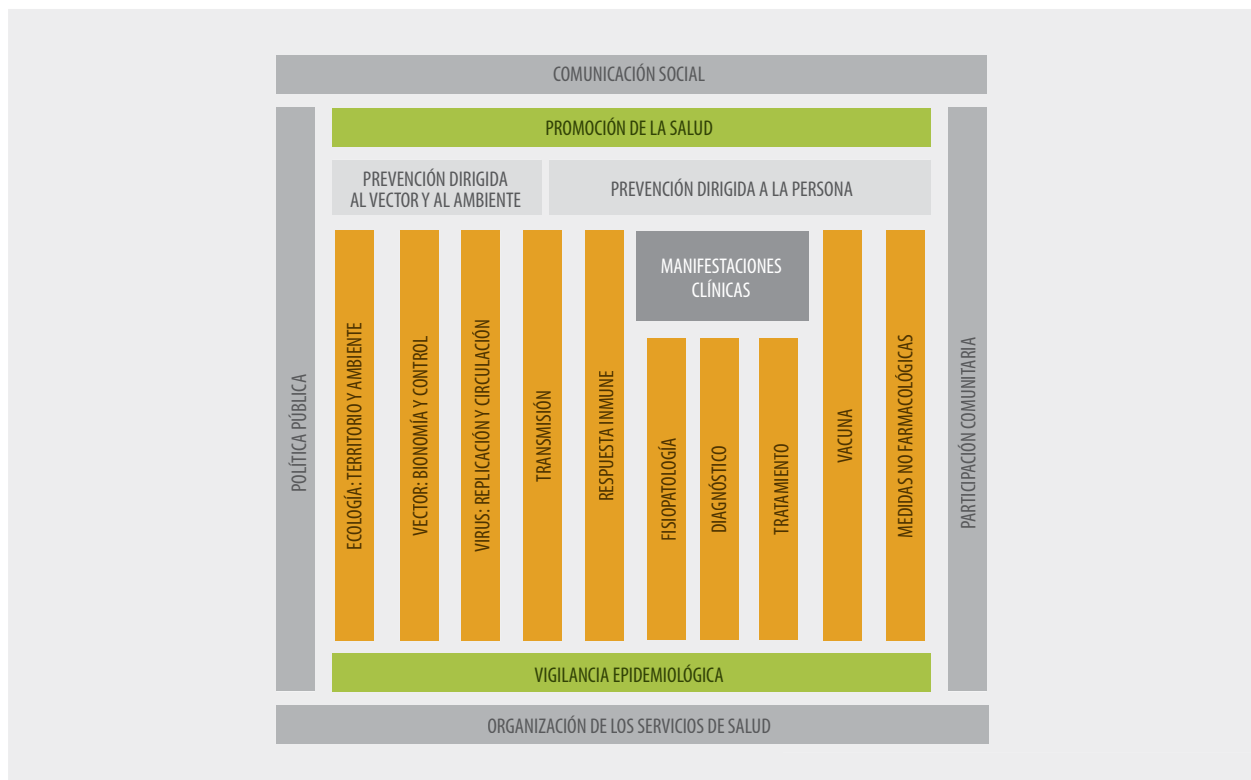 COMUNICACIÓN SOCIAL
PROMOCIÓN DE LA SALUD
PREVENCIÓN DIRIGIDA
AL VECTOR Y AL AMBIENTE
PREVENCIÓN DIRIGIDA A LA PERSONA
POLÍTICA PÚBLICA
ECOLOGÍA: TERRITORIO Y AMBIENTE
VECTOR: BIONOMÍA Y CONTROL
VIRUS: REPLICACIÓN Y CIRCULACIÓN
TRANSMISIÓN
RESPUESTA INMUNE
MANIFESTACIONES
CLÍNICAS
FISIOPATOLOGÍA
DIAGNÓSTICO
TRATAMIENTO
VACUNA
MEDIDAS NO FARMACOLÓGICAS
PARTICIPACIÓN COMUNITARIA
VIGILANCIA EPIDEMIOLÓGICA
ORGANIZACIÓN DE LOS SERVICIOS DE SALUD